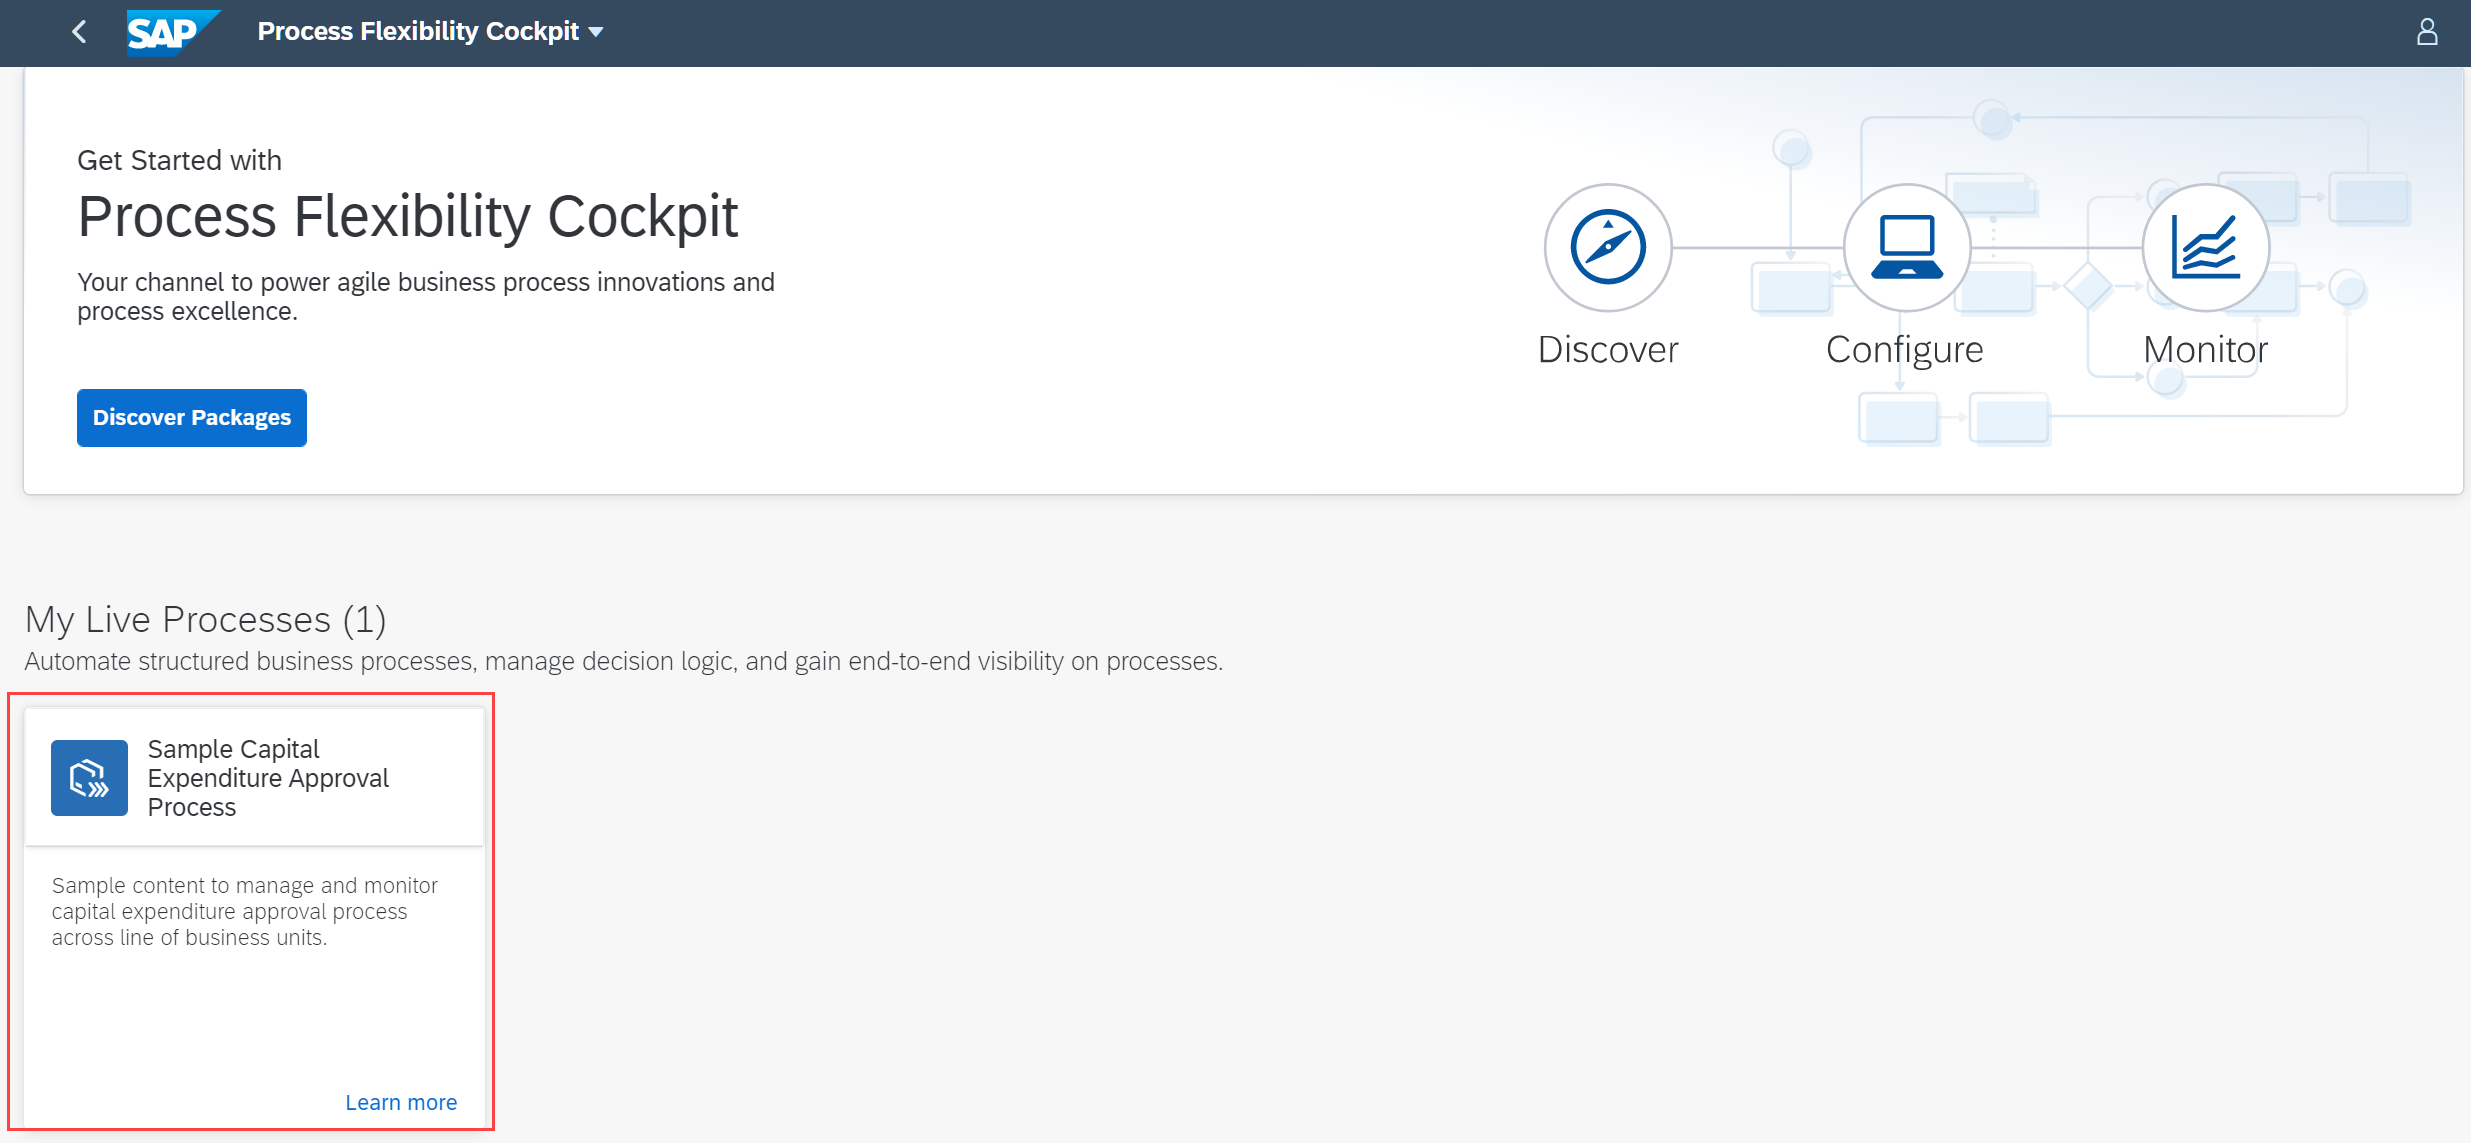 SAP
Process Flexibility Cockpit
Get Started with
Process Flexibility Cockpit
Your channel to power agile business process innovations and
process excellence.
Discover Packages
Discover
Configure
Monitor
My Live Processes (1)
Automate structured business processes, manage decision logic, and gain end-to-end visibility on processes.
Sample Capital
Expenditure Approval
Process
Sample content to manage and monitor
capital expenditure approval process
across line of business units.
Learn more